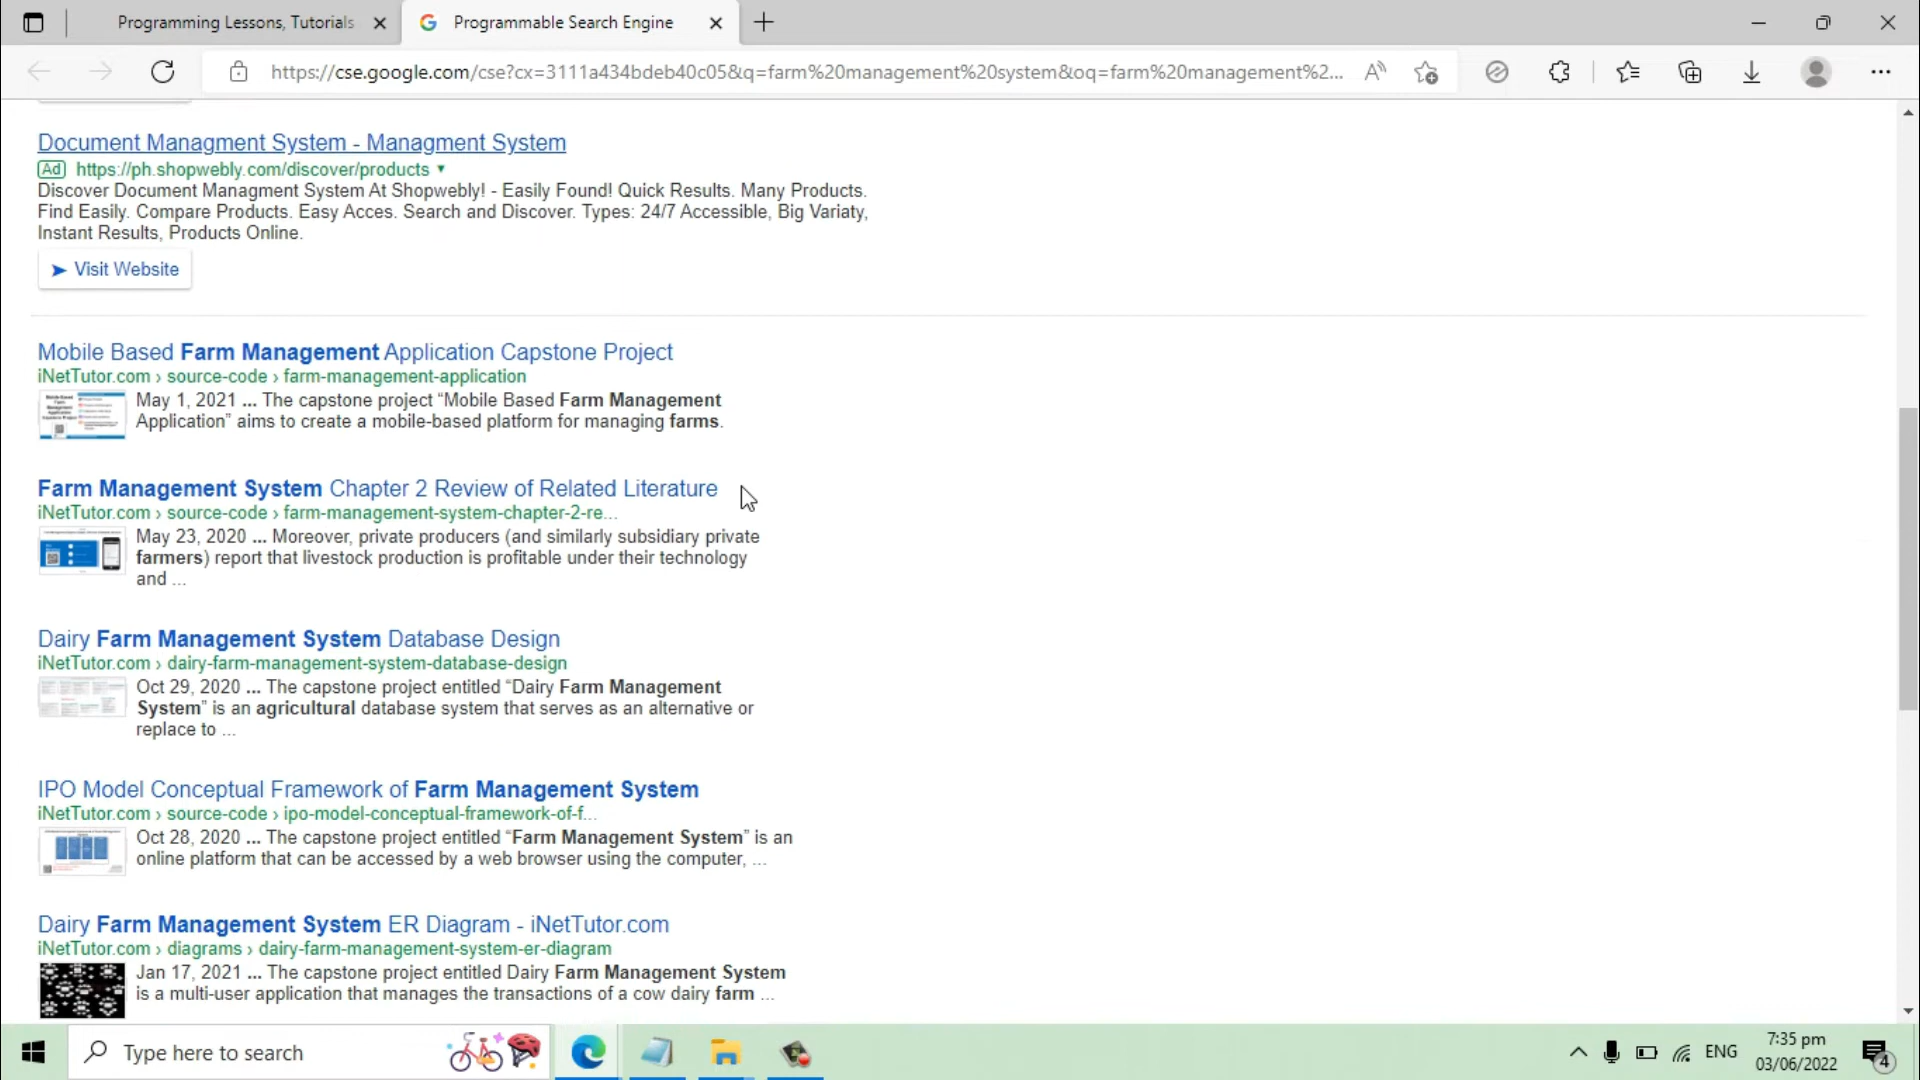 Programming Lessons, Tutorials
Programmable Search Engine
https://cse.google.com/cse?cx=3111a434bdeb40c05&q=farm%20management%20system&oq=farm%20management%2...
Document Managment System - Managment System
Ad https://ph.shopwebly.com/discover/products
Discover Document Managment System At Shopwebly! - Easily Found! Quick Results. Many Products.
Find Easily. Compare Products. Easy Acces. Search and Discover. Types: 24/7 Accessible, Big Variaty,
Instant Results, Products Online.
Visit Website
Mobile Based Farm Management Application Capstone Project
iNetTutor.com › source-code › farm-management-application
May 1, 2021 ... The capstone project “Mobile Based Farm Management
Application” aims to create a mobile-based platform for managing farms.
Farm Management System Chapter 2 Review of Related Literature
iNetTutor.com › source-code › farm-management-system-chapter-2-re...
May 23, 2020 ... Moreover, private producers (and similarly subsidiary private
farmers) report that livestock production is profitable under their technology
and ...
Dairy Farm Management System Database Design
iNetTutor.com › dairy-farm-management-system-database-design
Oct 29, 2020 ... The capstone project entitled “Dairy Farm Management
System” is an agricultural database system that serves as an alternative or
replace to ...
IPO Model Conceptual Framework of Farm Management System
iNetTutor.com › source-code › ipo-model-conceptual-framework-of-f...
Oct 28, 2020 ... The capstone project entitled “Farm Management System” is an
online platform that can be accessed by a web browser using the computer, ...
Dairy Farm Management System ER Diagram - iNetTutor.com
iNetTutor.com › diagrams › dairy-farm-management-system-er-diagram
Jan 17, 2021 ... The capstone project entitled Dairy Farm Management System
is a multi-user application that manages the transactions of a cow dairy farm ...
Type here to search
ENG
7:35 pm
03/06/2022
4